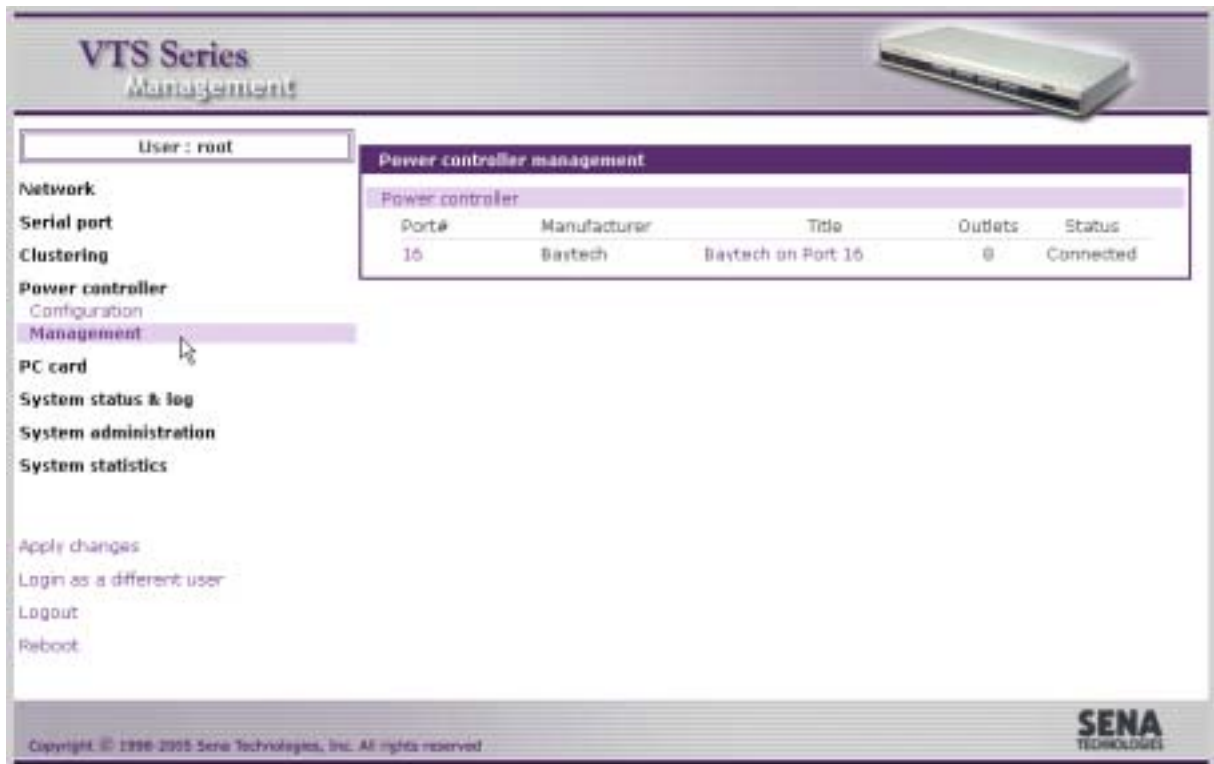 VTS Series
Management
User : root
Network
Serial port
Clustering
Power controller
Configuration
Management
PC card
System status & log
System administration
System statistics
Apply changes
Login as a different user
Logout
Reboot
Power controller management
Power controller
Port# Manufacturer Title Outlets Status
16 Baytech Baytech on Port 16 8 Connected
Copyright © 1998-2005 Sena Technologies, Inc. All rights reserved
SENA
TECHNOLOGIES